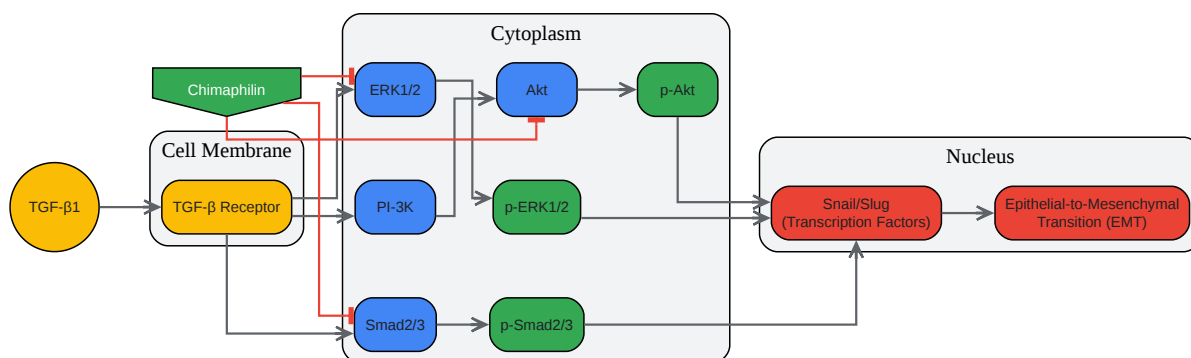 Cytoplasm
Chimaphilin
ERK1/2
Akt
p-Akt
Cell Membrane
Nucleus
TGF-β1
TGF-β Receptor
PI-3K
p-ERK1/2
Snail/Slug
(Transcription Factors)
Epithelial-to-Mesenchymal
Transition (EMT)
Smad2/3
p-Smad2/3